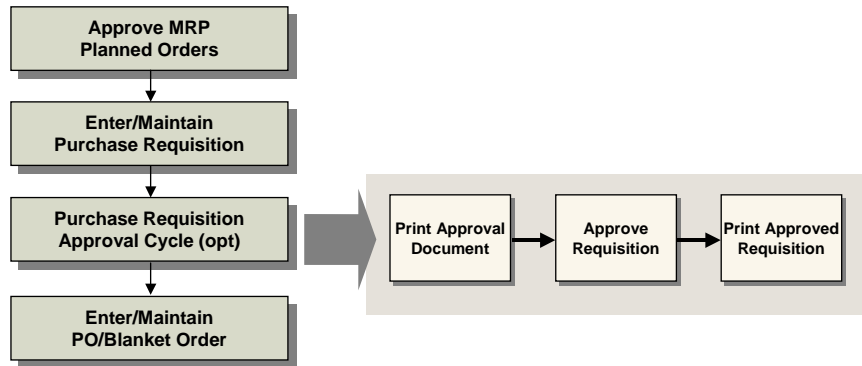 Approve MRP
Planned Orders
Enter/Maintain
Purchase Requisition
Purchase Requisition
Approval Cycle (opt)
Enter/Maintain
PO/Blanket Order
Print Approval
Document
Approve
Requisition
Print Approved
Requisition